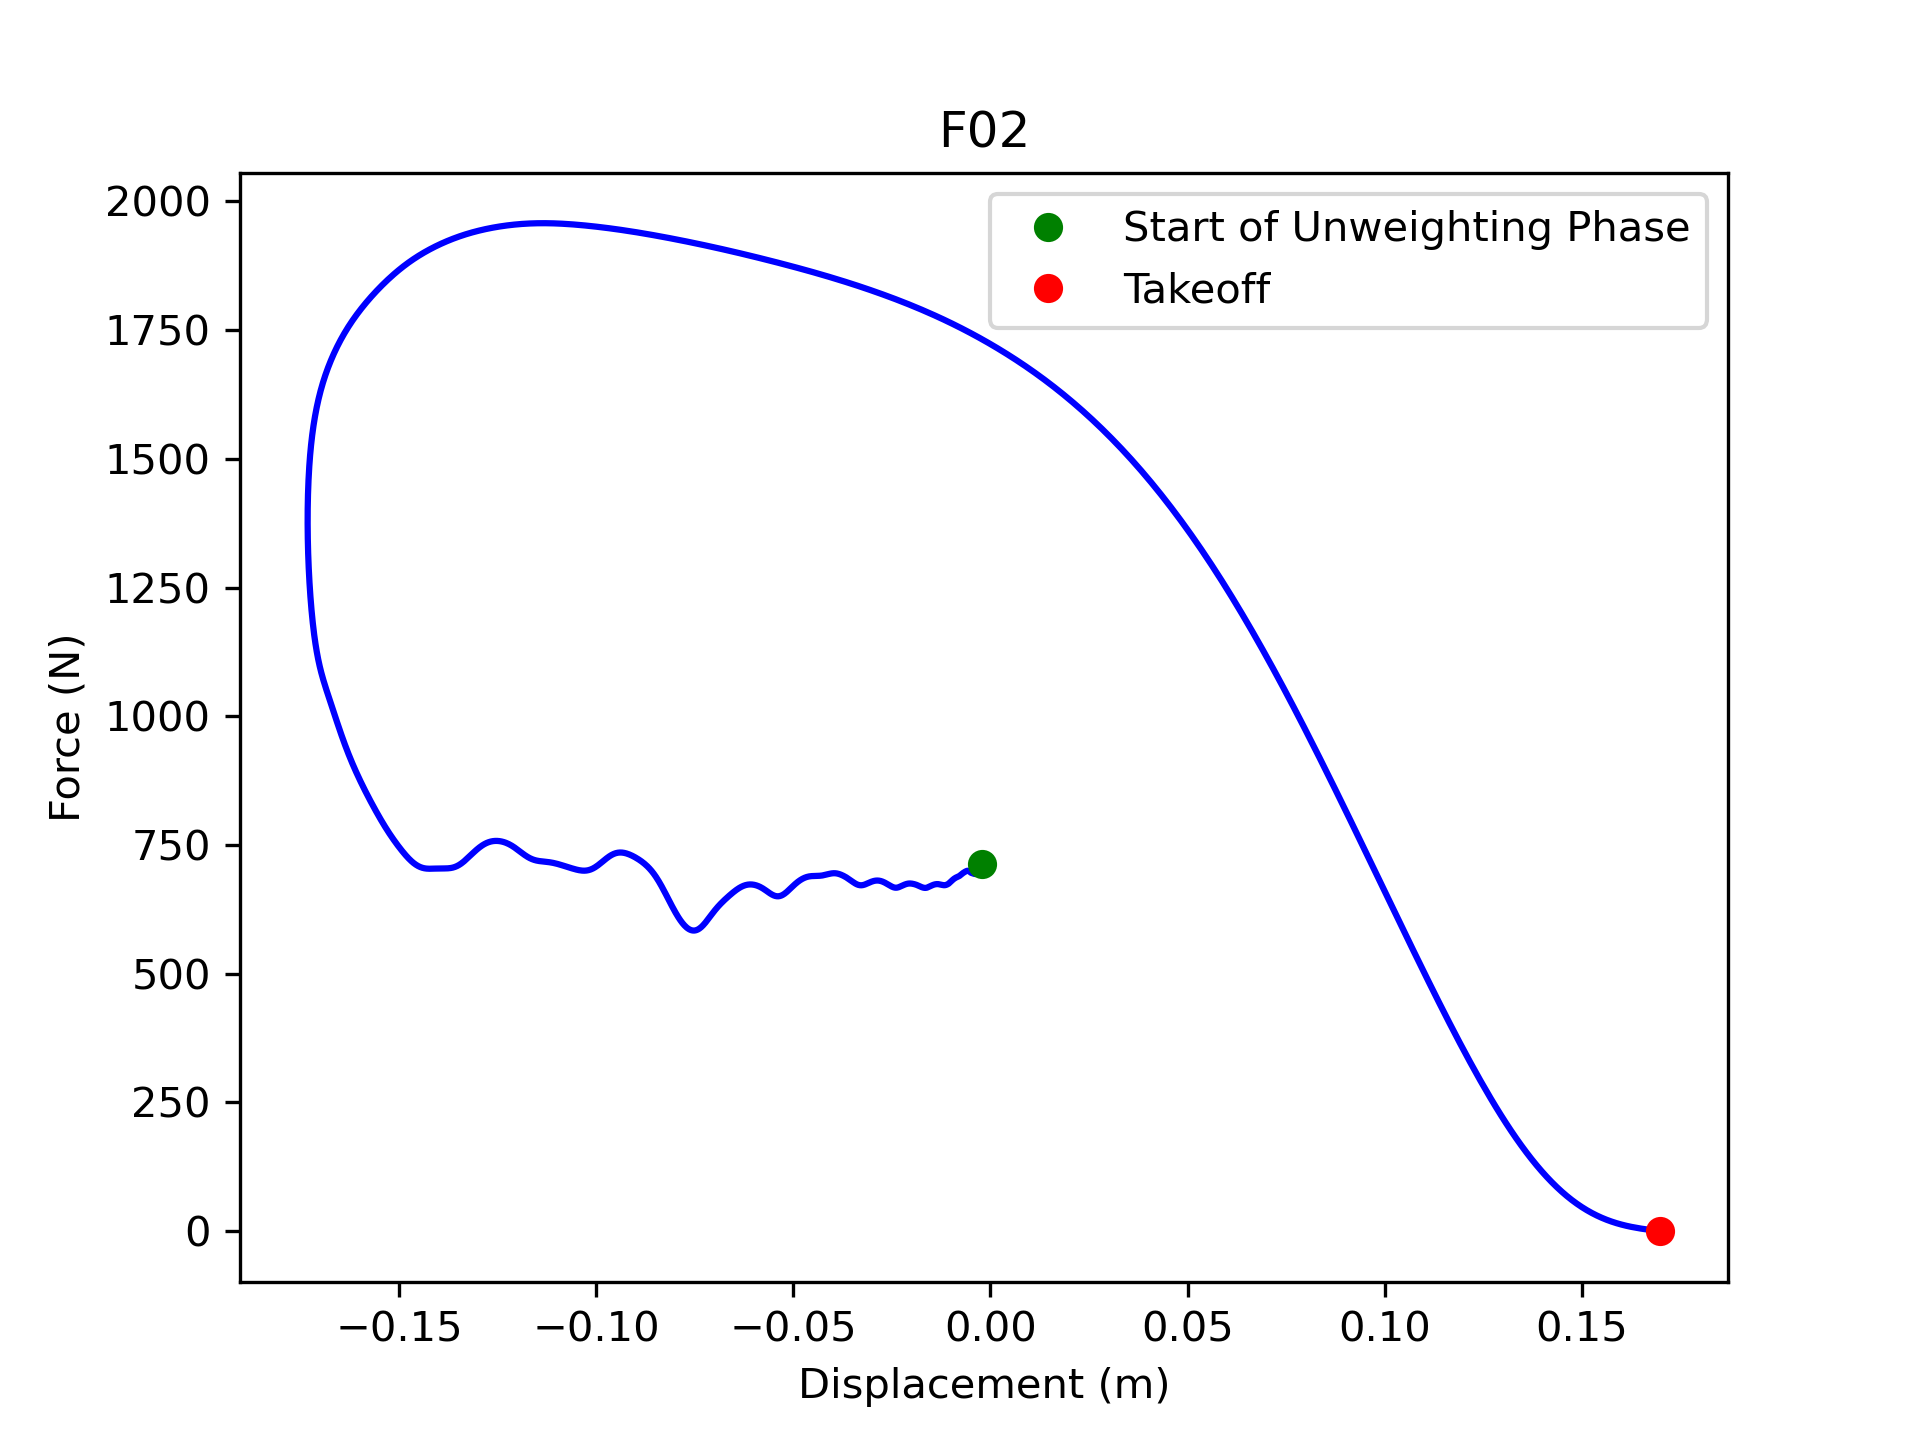 F02
Start of Unweighting Phase
Takeoff
2000
1750
1500
1250
1000
750
500
250
0
Force (N)
−0.15 −0.10 −0.05 0.00 0.05 0.10 0.15
Displacement (m)